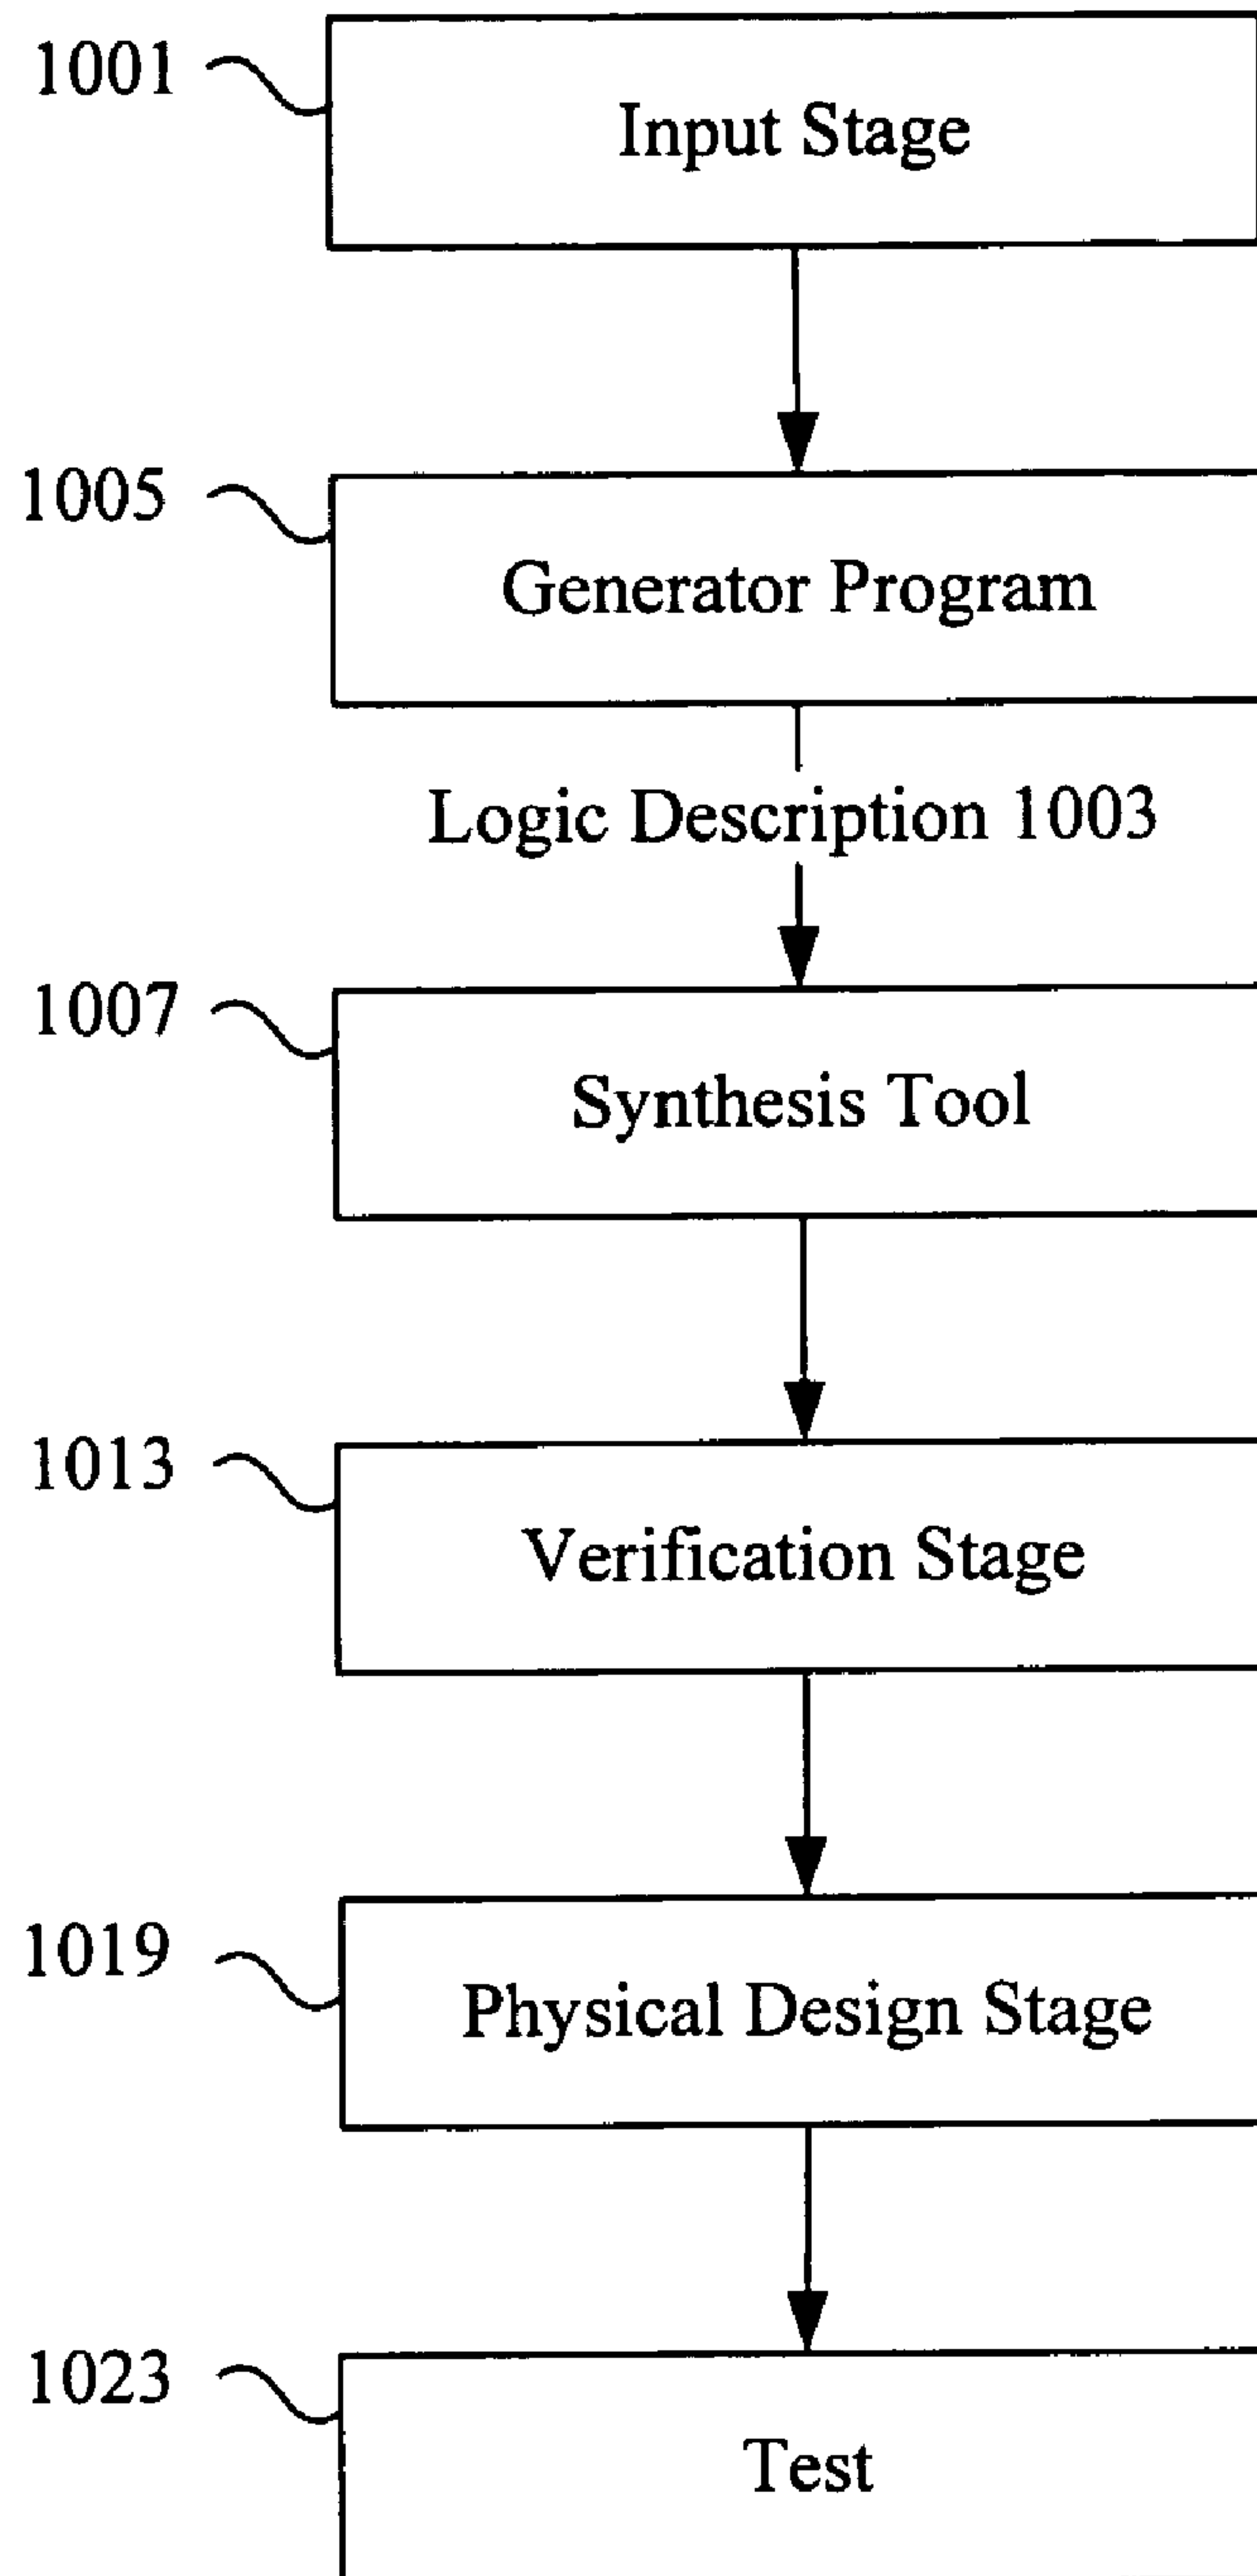 1001
Input Stage
1005
Generator Program
Logic Description 1003
1007
Synthesis Tool
1013
Verification Stage
1019
Physical Design Stage
1023
Test